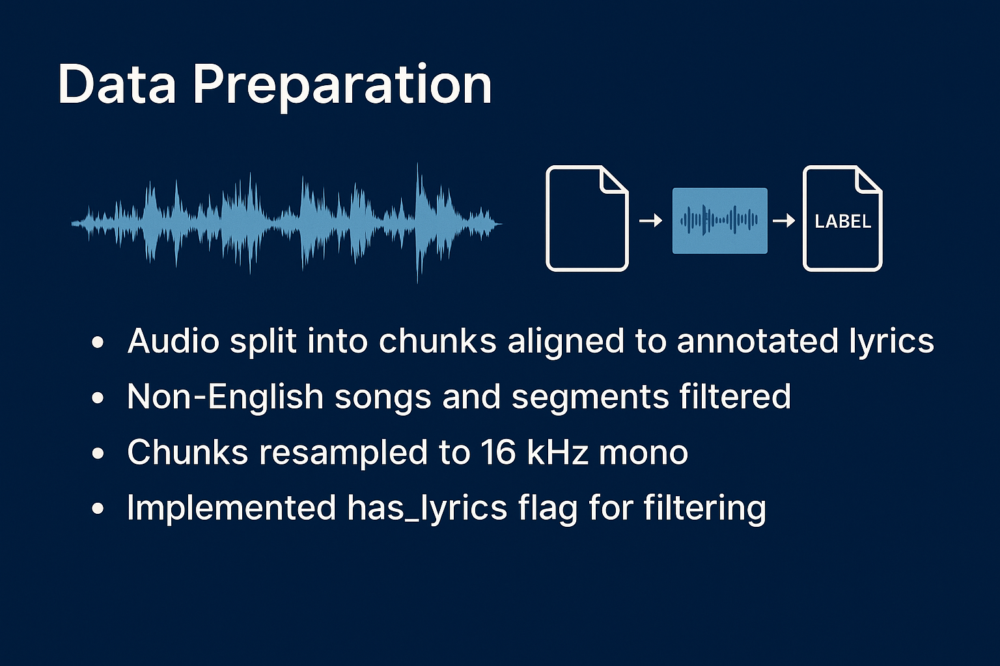 Data Preparation
LABEL
• Audio split into chunks aligned to annotated lyrics
• Non-English songs and segments filtered
• Chunks resampled to 16 kHz mono
• Implemented has_lyrics flag for filtering